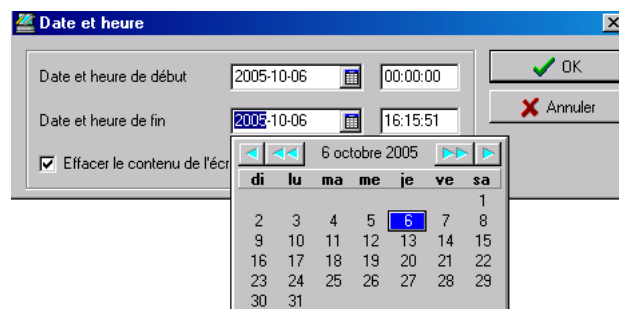 Date et heure
Date et heure de début 2005-10-06 00:00:00 OK
Date et heure de fin 2005-10-06 16:15:51 Annuler
Effacer le contenu de l'écr
6 octobre 2005
di lu ma me je ve sa
1
2 3 4 5 6 7 8
9 10 11 12 13 14 15
16 17 18 19 20 21 22
23 24 25 26 27 28 29
30 31